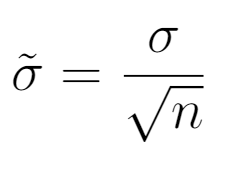 σ̃ = σ / √n